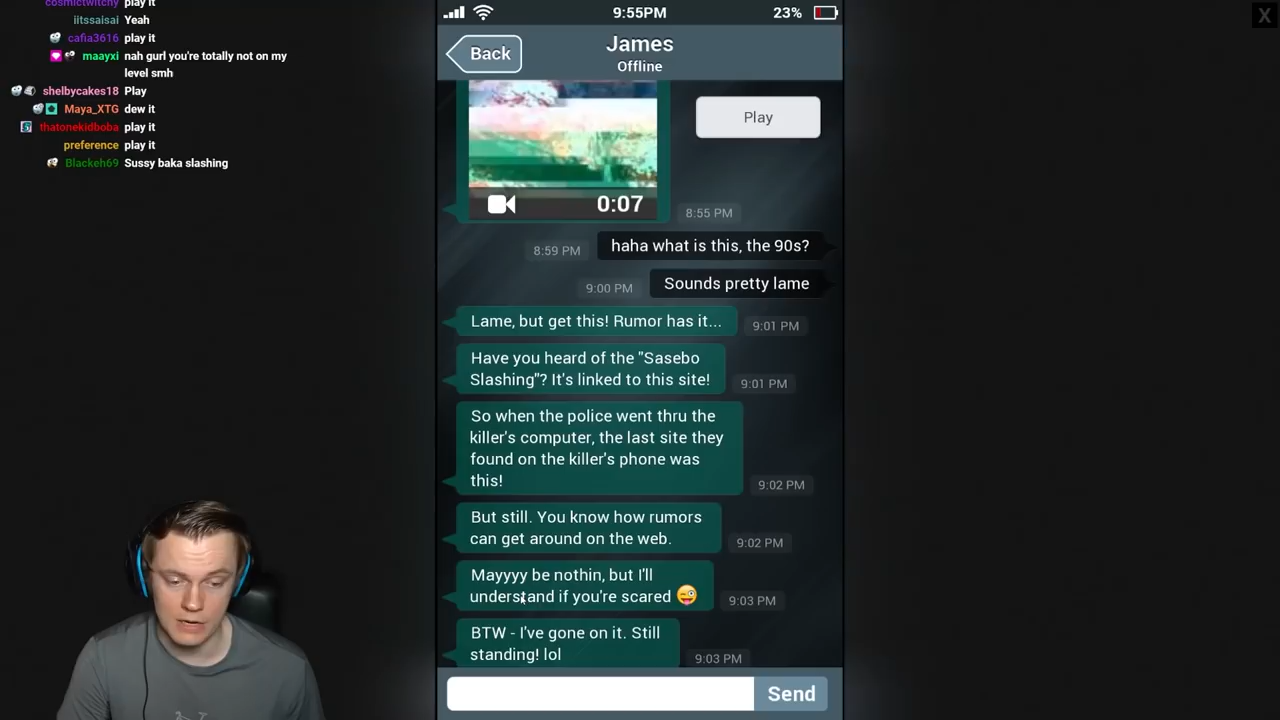 cosmictwitchy play it
iitssaisai Yeah
cafia3616 play it
maayxi nah gurl you're totally not on my
level smh
shelbycakes18 Play
Maya_XTG dew it
thatonekidboba play it
preference play it
Blackeh69 Sussy baka slashing
9:55PM
23%
X
Back
James
Offline
Play
0:07
8:55 PM
8:59 PM
haha what is this, the 90s?
9:00 PM
Sounds pretty lame
Lame, but get this! Rumor has it...
9:01 PM
Have you heard of the "Sasebo
Slashing"? It's linked to this site!
9:01 PM
So when the police went thru the
killer's computer, the last site they
found on the killer's phone was
this!
9:02 PM
But still. You know how rumors
can get around on the web.
9:02 PM
Mayyyy be nothin, but I'll
understand if you're scared
9:03 PM
BTW - I've gone on it. Still
standing! lol
9:03 PM
Send